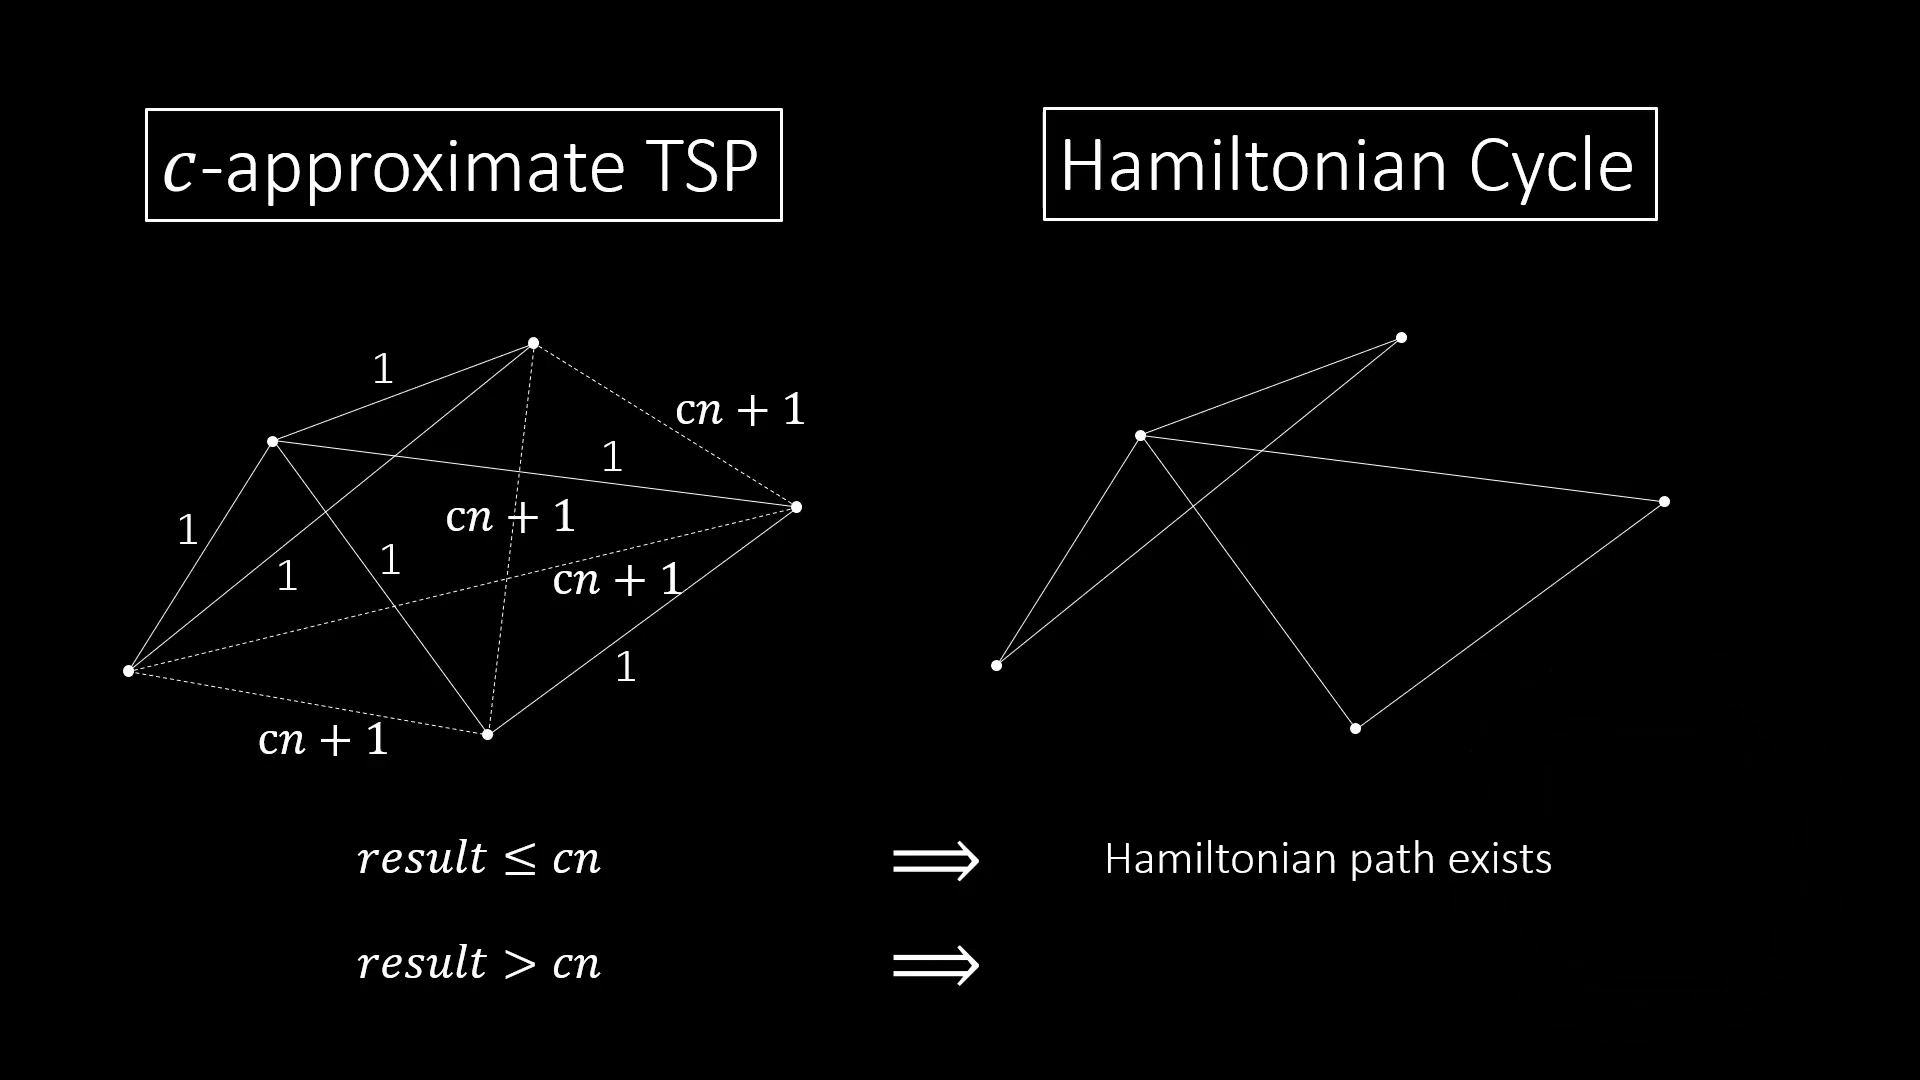 c-approximate TSP
Hamiltonian Cycle
1
cn + 1
1
cn + 1
1
1
1
cn + 1
1
cn + 1
result ≤ cn ⟹ Hamiltonian path exists
result > cn ⟹